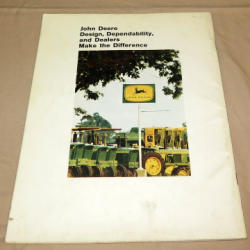 John Deere
Design, Dependability,
and Dealers
Make the Difference